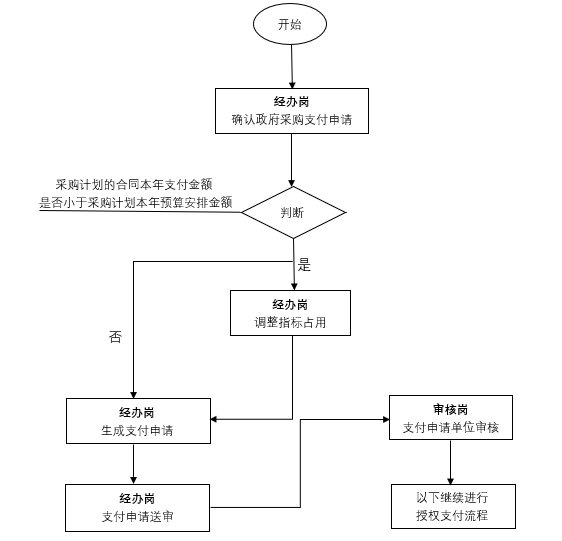 开始
经办岗
确认政府采购支付申请
采购计划的合同本年支付金额
是否小于采购计划本年预算安排金额
判断
是
经办岗
调整指标占用
否
经办岗
生成支付申请
审核岗
支付申请单位审核
经办岗
支付申请送审
以下继续进行
授权支付流程